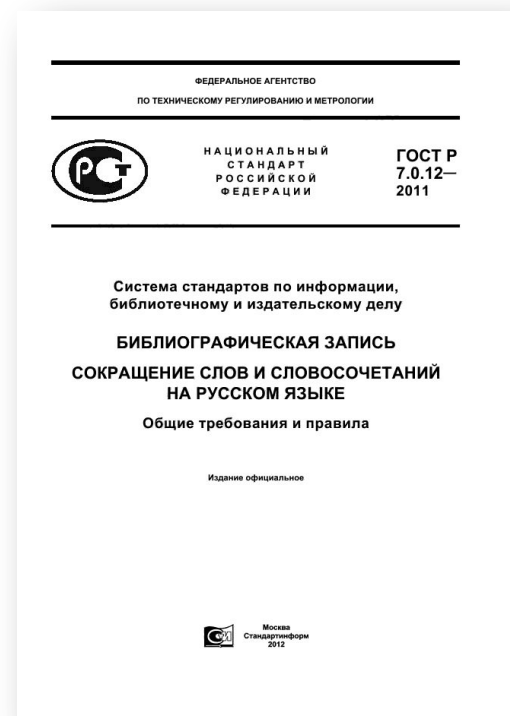 ФЕДЕРАЛЬНОЕ АГЕНТСТВО
ПО ТЕХНИЧЕСКОМУ РЕГУЛИРОВАНИЮ И МЕТРОЛОГИИ
РСТ
НАЦИОНАЛЬНЫЙ
СТАНДАРТ
РОССИЙСКОЙ
ФЕДЕРАЦИИ
ГОСТ Р
7.0.12—
2011
Система стандартов по информации,
библиотечному и издательскому делу
БИБЛИОГРАФИЧЕСКАЯ ЗАПИСЬ
СОКРАЩЕНИЕ СЛОВ И СЛОВОСОЧЕТАНИЙ
НА РУССКОМ ЯЗЫКЕ
Общие требования и правила
Издание официальное
Москва
Стандартинформ
2012